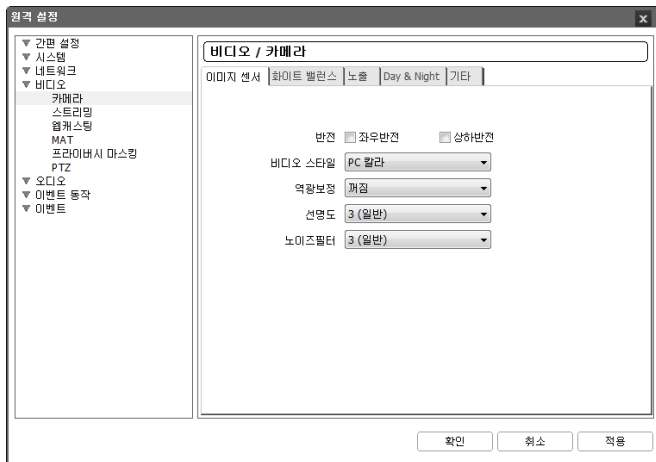 원격 설정 x
▼ 간편 설정
▼ 시스템
▼ 네트워크
▼ 비디오
카메라
스트리밍
웹캐스팅
MAT
프라이버시 마스킹
PTZ
▼ 오디오
▼ 이벤트 동작
▼ 이벤트
비디오 / 카메라
이미지 센서 화이트 밸런스 노출 Day & Night 기타
반전 좌우반전 상하반전
비디오 스타일 PC 칼라
역광보정 꺼짐
선명도 3 (일반)
노이즈필터 3 (일반)
확인 취소 적용